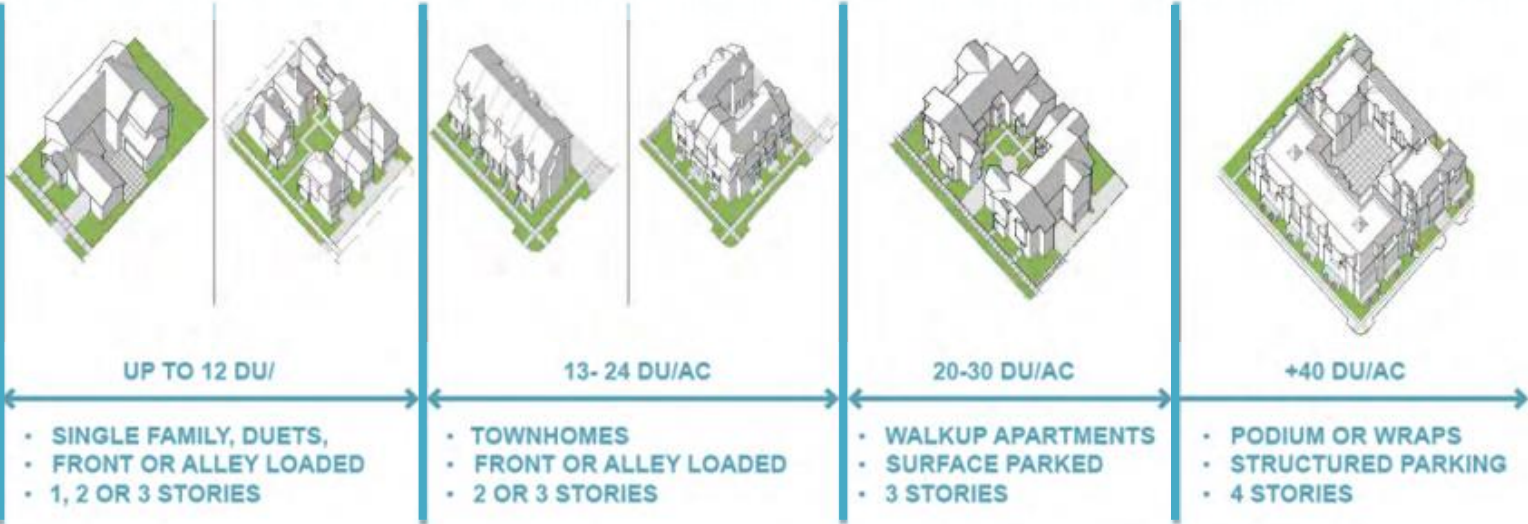 UP TO 12 DU/
• SINGLE FAMILY, DUETS,
• FRONT OR ALLEY LOADED
• 1, 2 OR 3 STORIES
13- 24 DU/AC
• TOWNHOMES
• FRONT OR ALLEY LOADED
• 2 OR 3 STORIES
20-30 DU/AC
• WALKUP APARTMENTS
• SURFACE PARKED
• 3 STORIES
+40 DU/AC
• PODIUM OR WRAPS
• STRUCTURED PARKING
• 4 STORIES